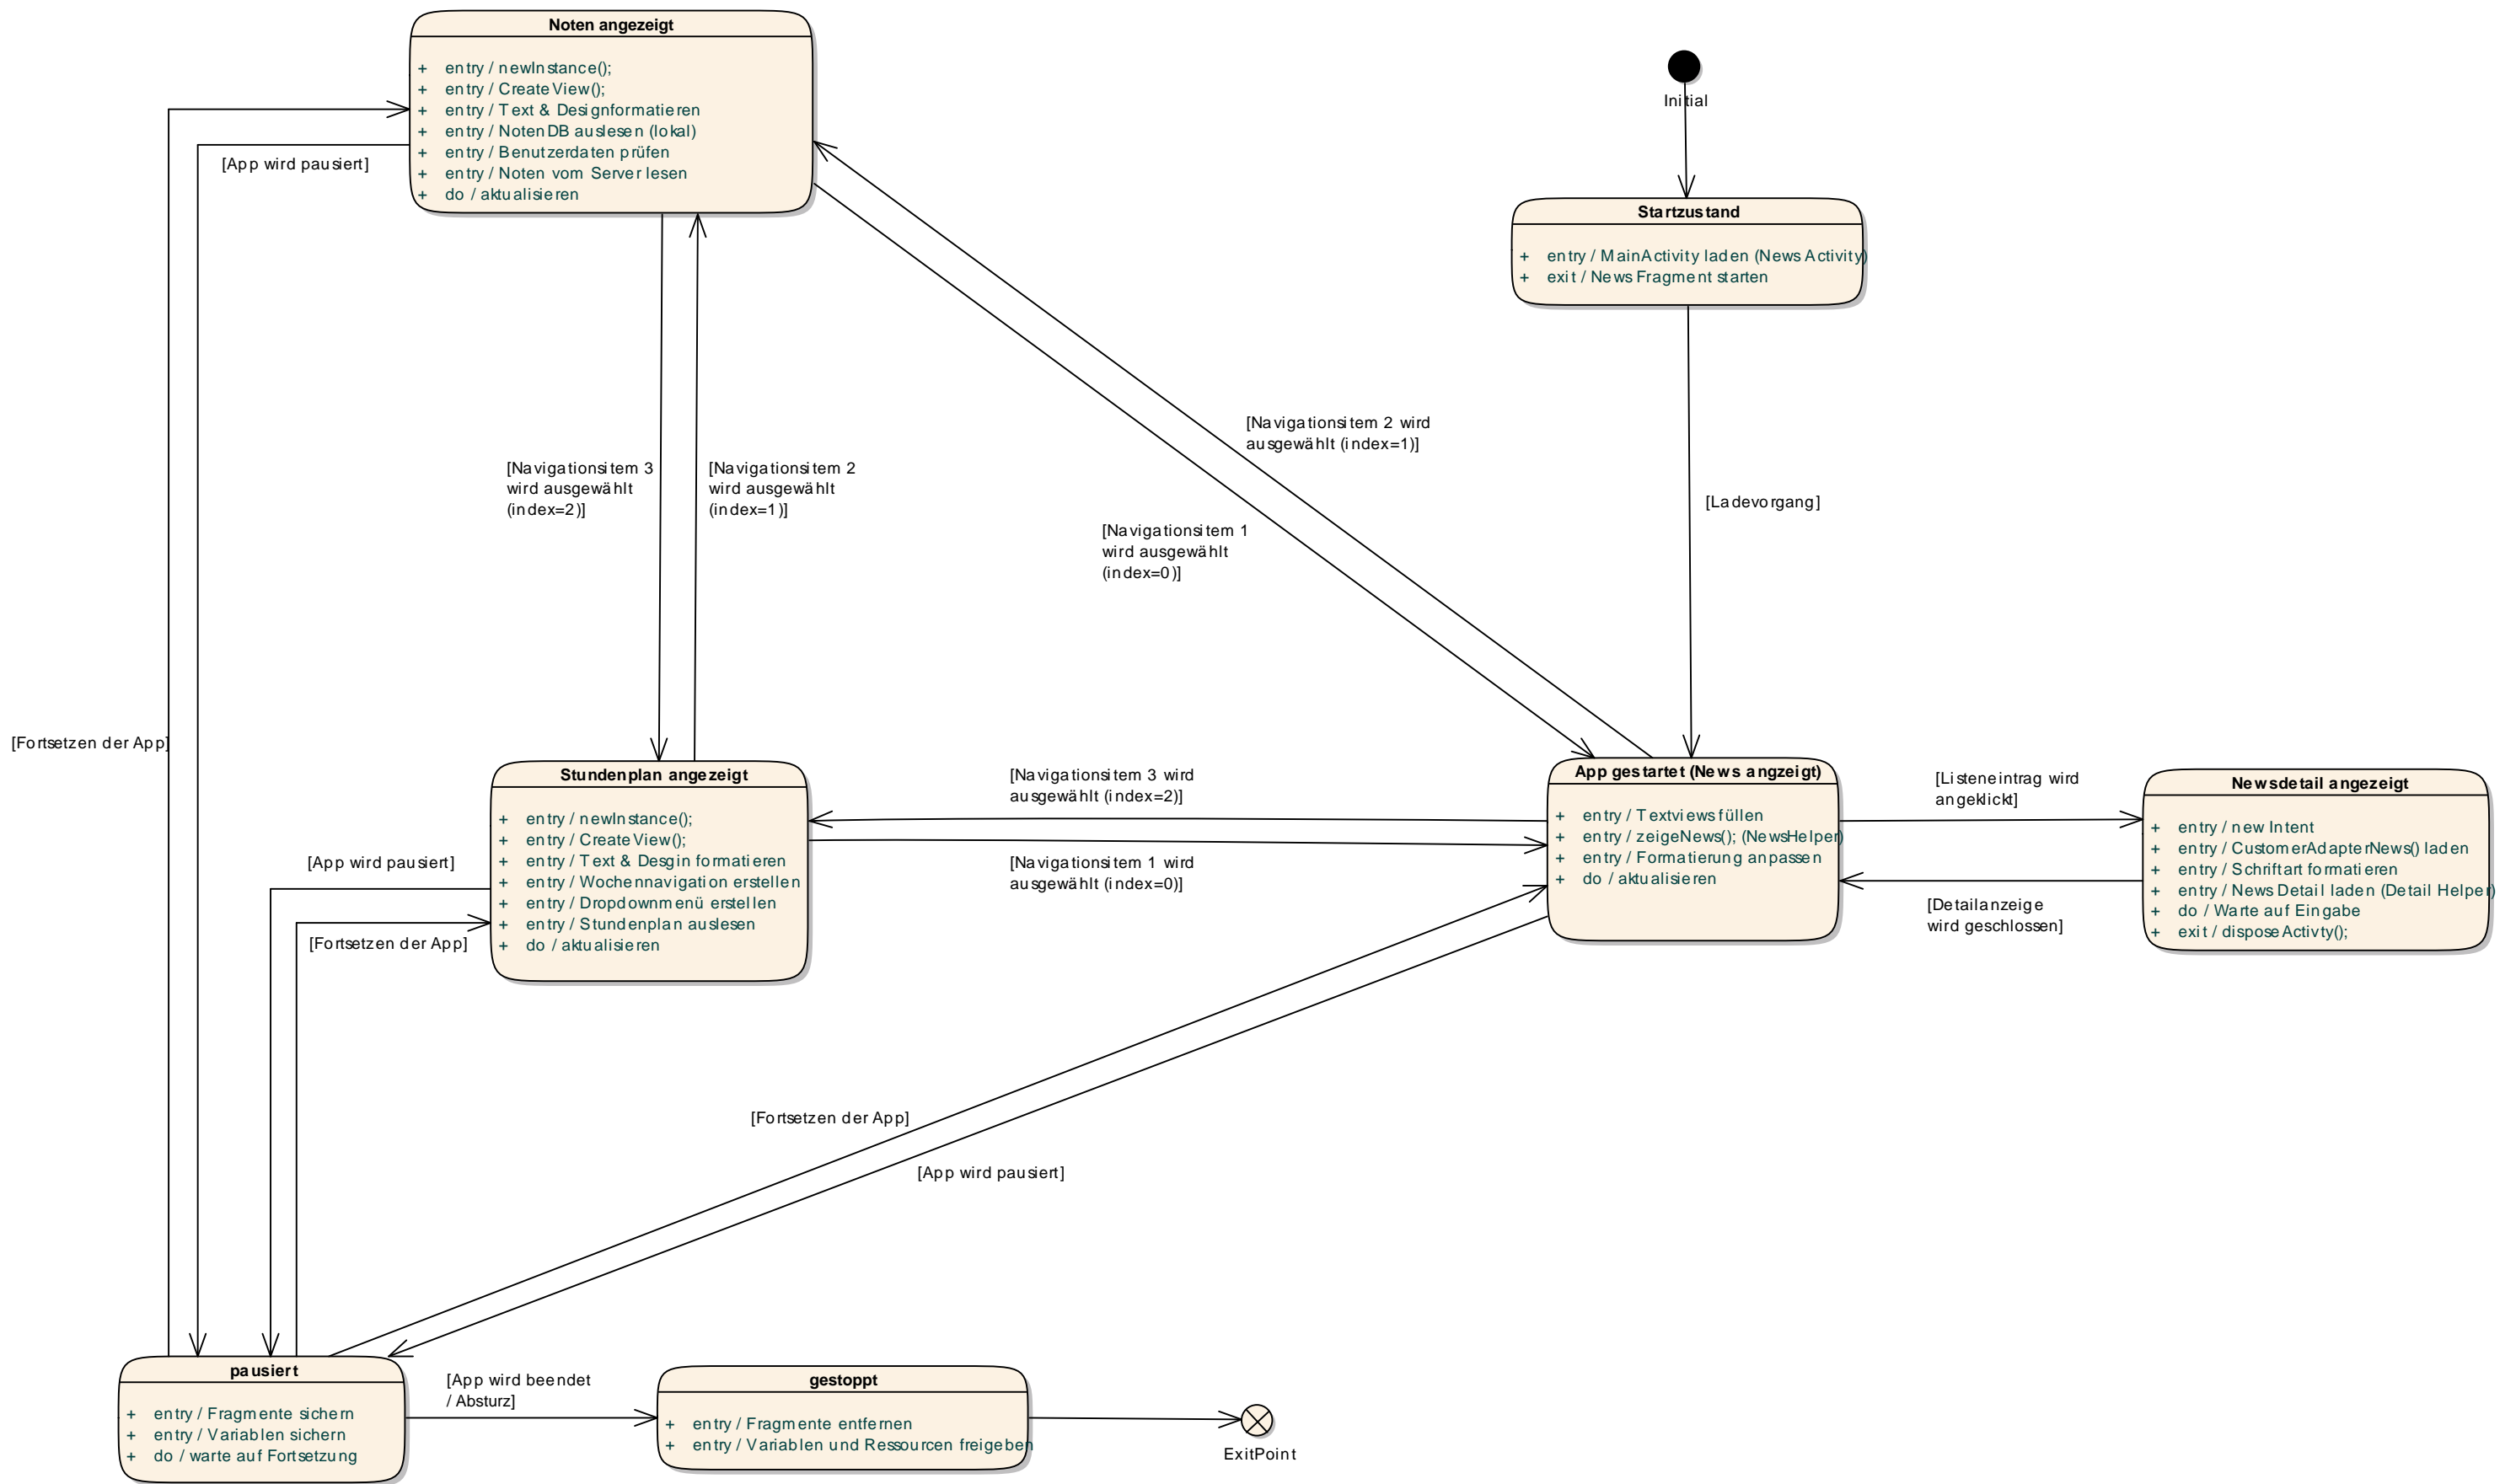 Noten angezeigt
+ entry / newInstance();
+ entry / CreateView();
+ entry / Text & Designformatieren
+ entry / NotenDB auslesen (lokal)
+ entry / Benutzerdaten prüfen
+ entry / Noten vom Server lesen
+ do / aktualisieren
Initial
[App wird pausiert]
Startzustand
+ entry / MainActivity laden (News Activity)
+ exit / News Fragment starten
[Navigationsitem 2 wird
ausgewählt (index=1)]
[Navigationsitem 3
wird ausgewählt
(index=2)]
[Navigationsitem 2
wird ausgewählt
(index=1)]
[Ladevorgang]
[Navigationsitem 1
wird ausgewählt
(index=0)]
[Fortsetzen der App]
Stundenplan angezeigt
+ entry / newInstance();
+ entry / CreateView();
+ entry / Text & Desgin formatieren
+ entry / Wochennavigation erstellen
+ entry / Dropdownmenü erstellen
+ entry / Stundenplan auslesen
+ do / aktualisieren
[Navigationsitem 3 wird
ausgewählt (index=2)]
[Navigationsitem 1 wird
ausgewählt (index=0)]
App gestartet (News angzeigt)
+ entry / Textviews füllen
+ entry / zeigeNews(); (NewsHelper)
+ entry / Formatierung anpassen
+ do / aktualisieren
[Listeneintrag wird
angeklickt]
[Detailanzeige
wird geschlossen]
Newsdetail angezeigt
+ entry / new Intent
+ entry / CustomerAdapterNews() laden
+ entry / Schriftart formatieren
+ entry / News Detail laden (Detail Helper)
+ do / Warte auf Eingabe
+ exit / disposeActivty();
[App wird pausiert]
[Fortsetzen der App]
[Fortsetzen der App]
[App wird pausiert]
pausiert
+ entry / Fragmente sichern
+ entry / Variablen sichern
+ do / warte auf Fortsetzung
[App wird beendet
/ Absturz]
gestoppt
+ entry / Fragmente entfernen
+ entry / Variablen und Ressourcen freigeben
ExitPoint